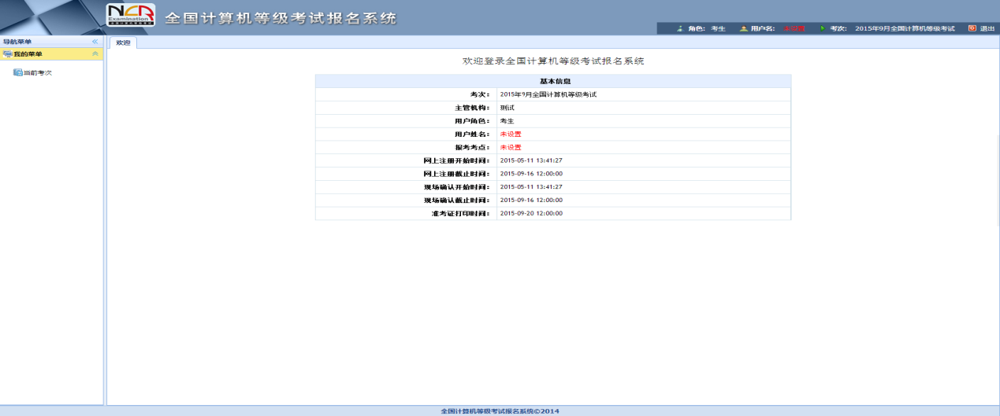 NCR
Examination
全国计算机等级考试
全国计算机等级考试报名系统
角色: 考生 用户名: 考次: 2015年9月全国计算机等级考试 退出
导航菜单
我的菜单
当前考次
欢迎
欢迎登录全国计算机等级考试报名系统
基本信息
考次: 2015年9月全国计算机等级考试
主管机构: 测试
用户角色: 考生
用户姓名: 未设置
报考考点: 未设置
网上注册开始时间: 2015-05-11 13:41:27
网上注册截止时间: 2015-09-16 12:00:00
现场确认开始时间: 2015-05-11 13:41:27
现场确认截止时间: 2015-09-16 12:00:00
准考证打印时间: 2015-09-20 12:00:00
全国计算机等级考试报名系统©2014